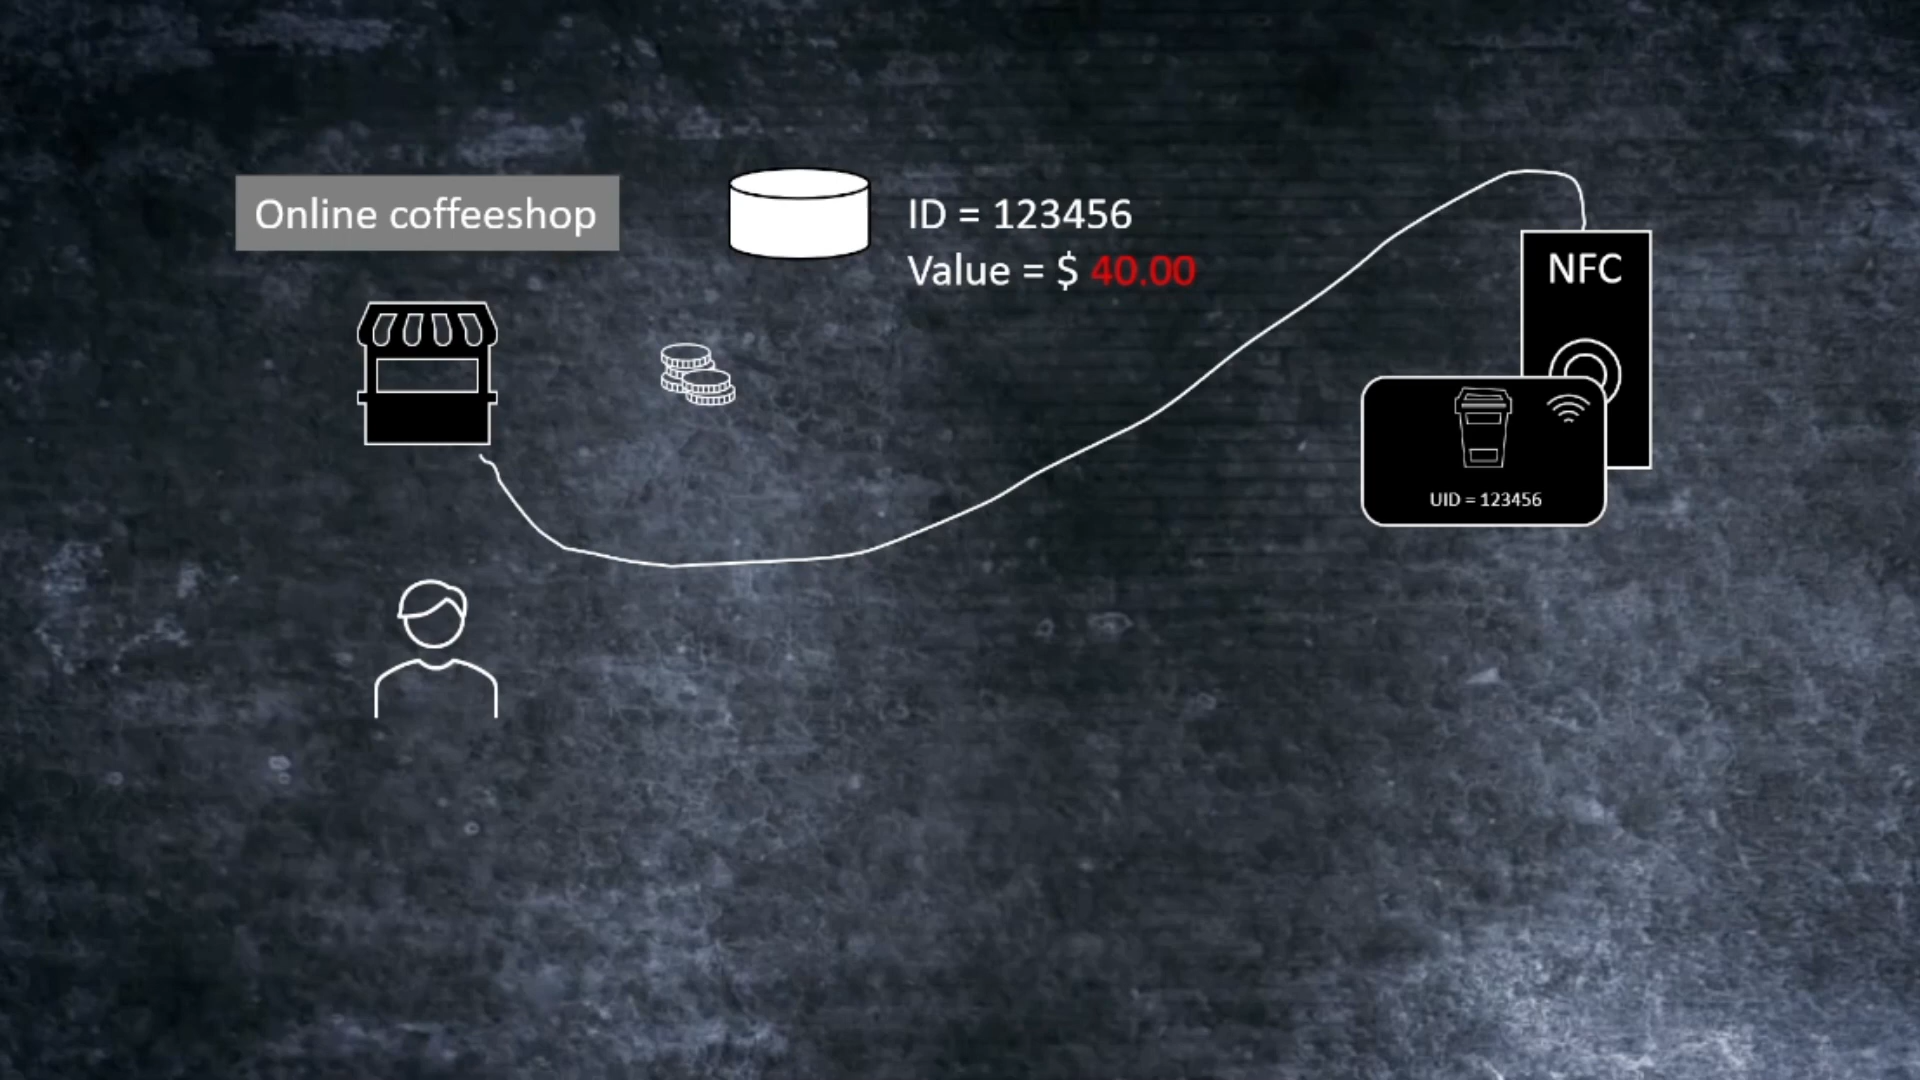 Online coffeeshop
ID = 123456
Value = $ 40.00
NFC
UID = 123456